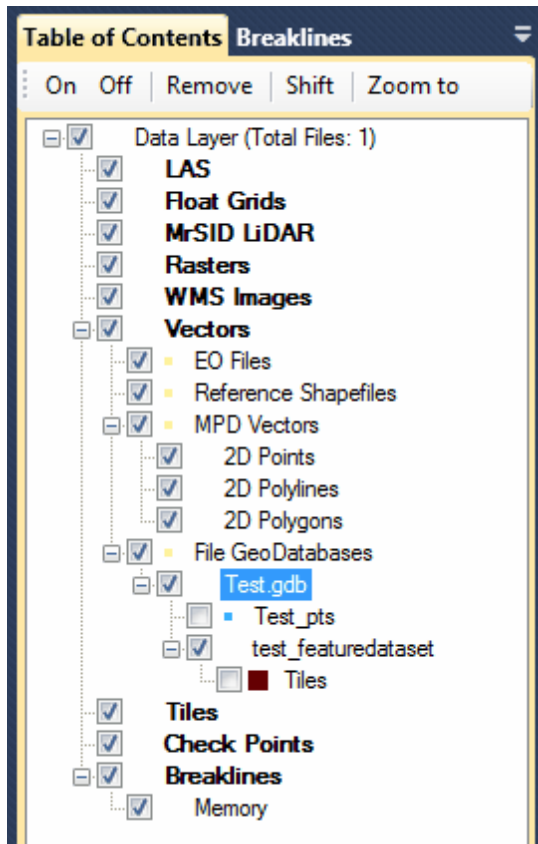 Table of Contents Breaklines
On Off Remove Shift Zoom to
Data Layer (Total Files: 1)
LAS
Float Grids
MrSID LiDAR
Rasters
WMS Images
Vectors
EO Files
Reference Shapefiles
MPD Vectors
2D Points
2D Polylines
2D Polygons
File GeoDatabases
Test.gdb
Test_pts
test_featuredataset
Tiles
Tiles
Check Points
Breaklines
Memory